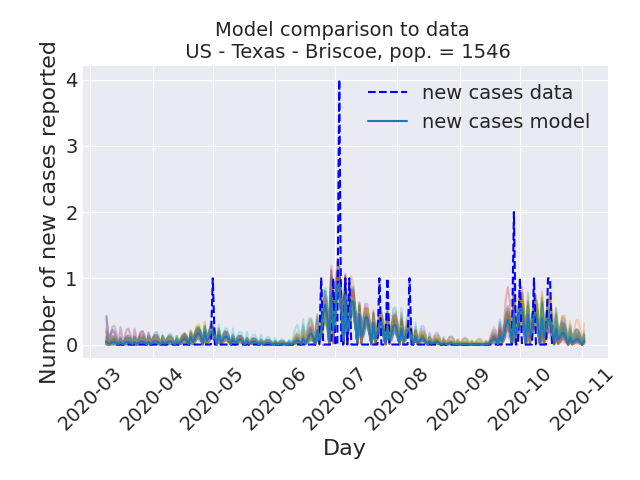 Model comparison to data
US - Texas - Briscoe, pop. = 1546
Number of new cases reported
4
3
2
1
0
new cases data
new cases model
2020-03
2020-04
2020-05
2020-06
2020-07
2020-08
2020-09
2020-10
2020-11
Day